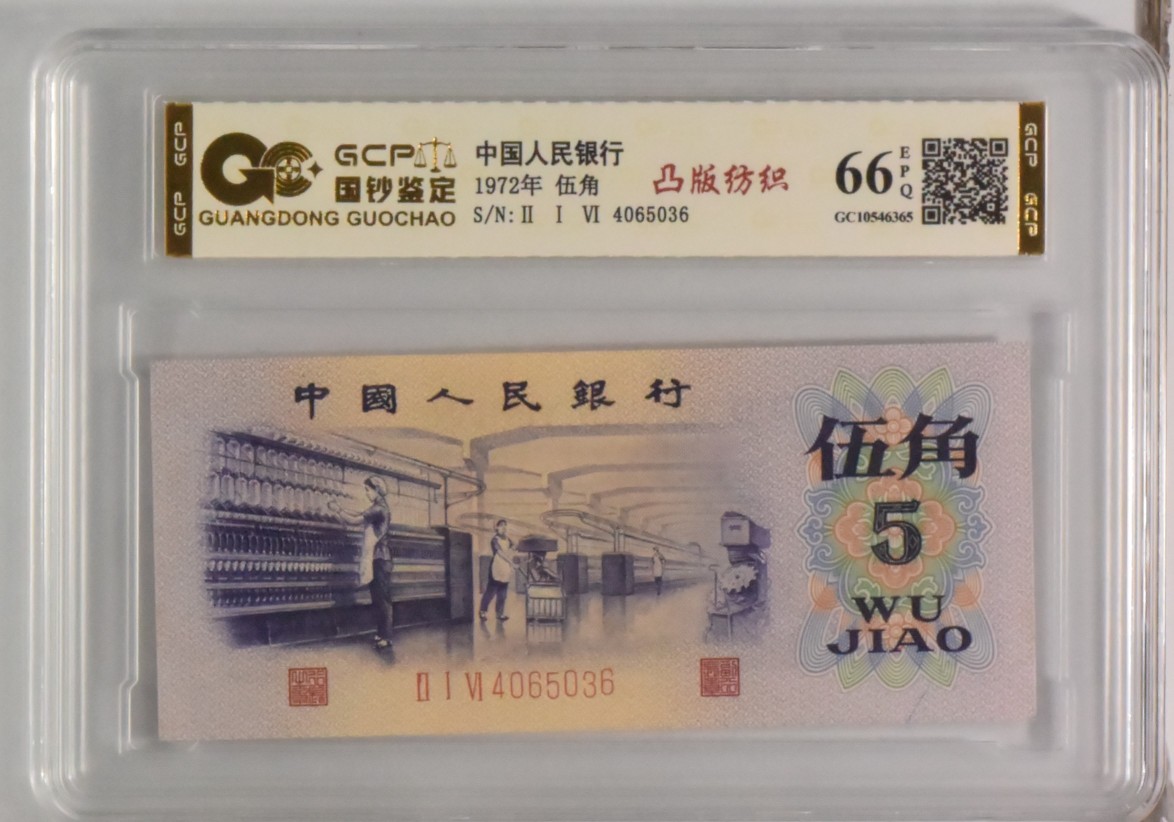 GCP GCP
GCP
国钞鉴定
GUANGDONG GUOCHAO
中国人民银行
1972年 伍角
S/N: Ⅱ Ⅰ Ⅵ 4065036
凸版纺织
66 EPQ
GC10546365
GCP GCP
中國人民銀行
伍角
5
WU
JIAO
Ⅱ Ⅰ Ⅵ 4065036